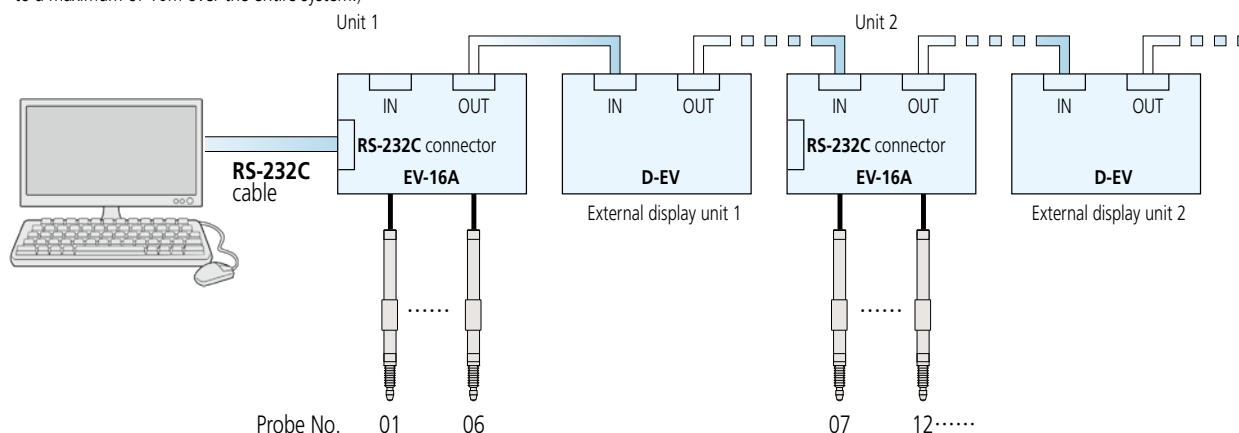 to a maximum of 10m over the entire system.)
Unit 1
Unit 2
IN OUT
IN OUT
IN OUT
IN OUT
RS-232C connector
EV-16A
D-EV
RS-232C connector
EV-16A
D-EV
RS-232C
cable
External display unit 1
External display unit 2
......
......
Probe No. 01 06 07 12......